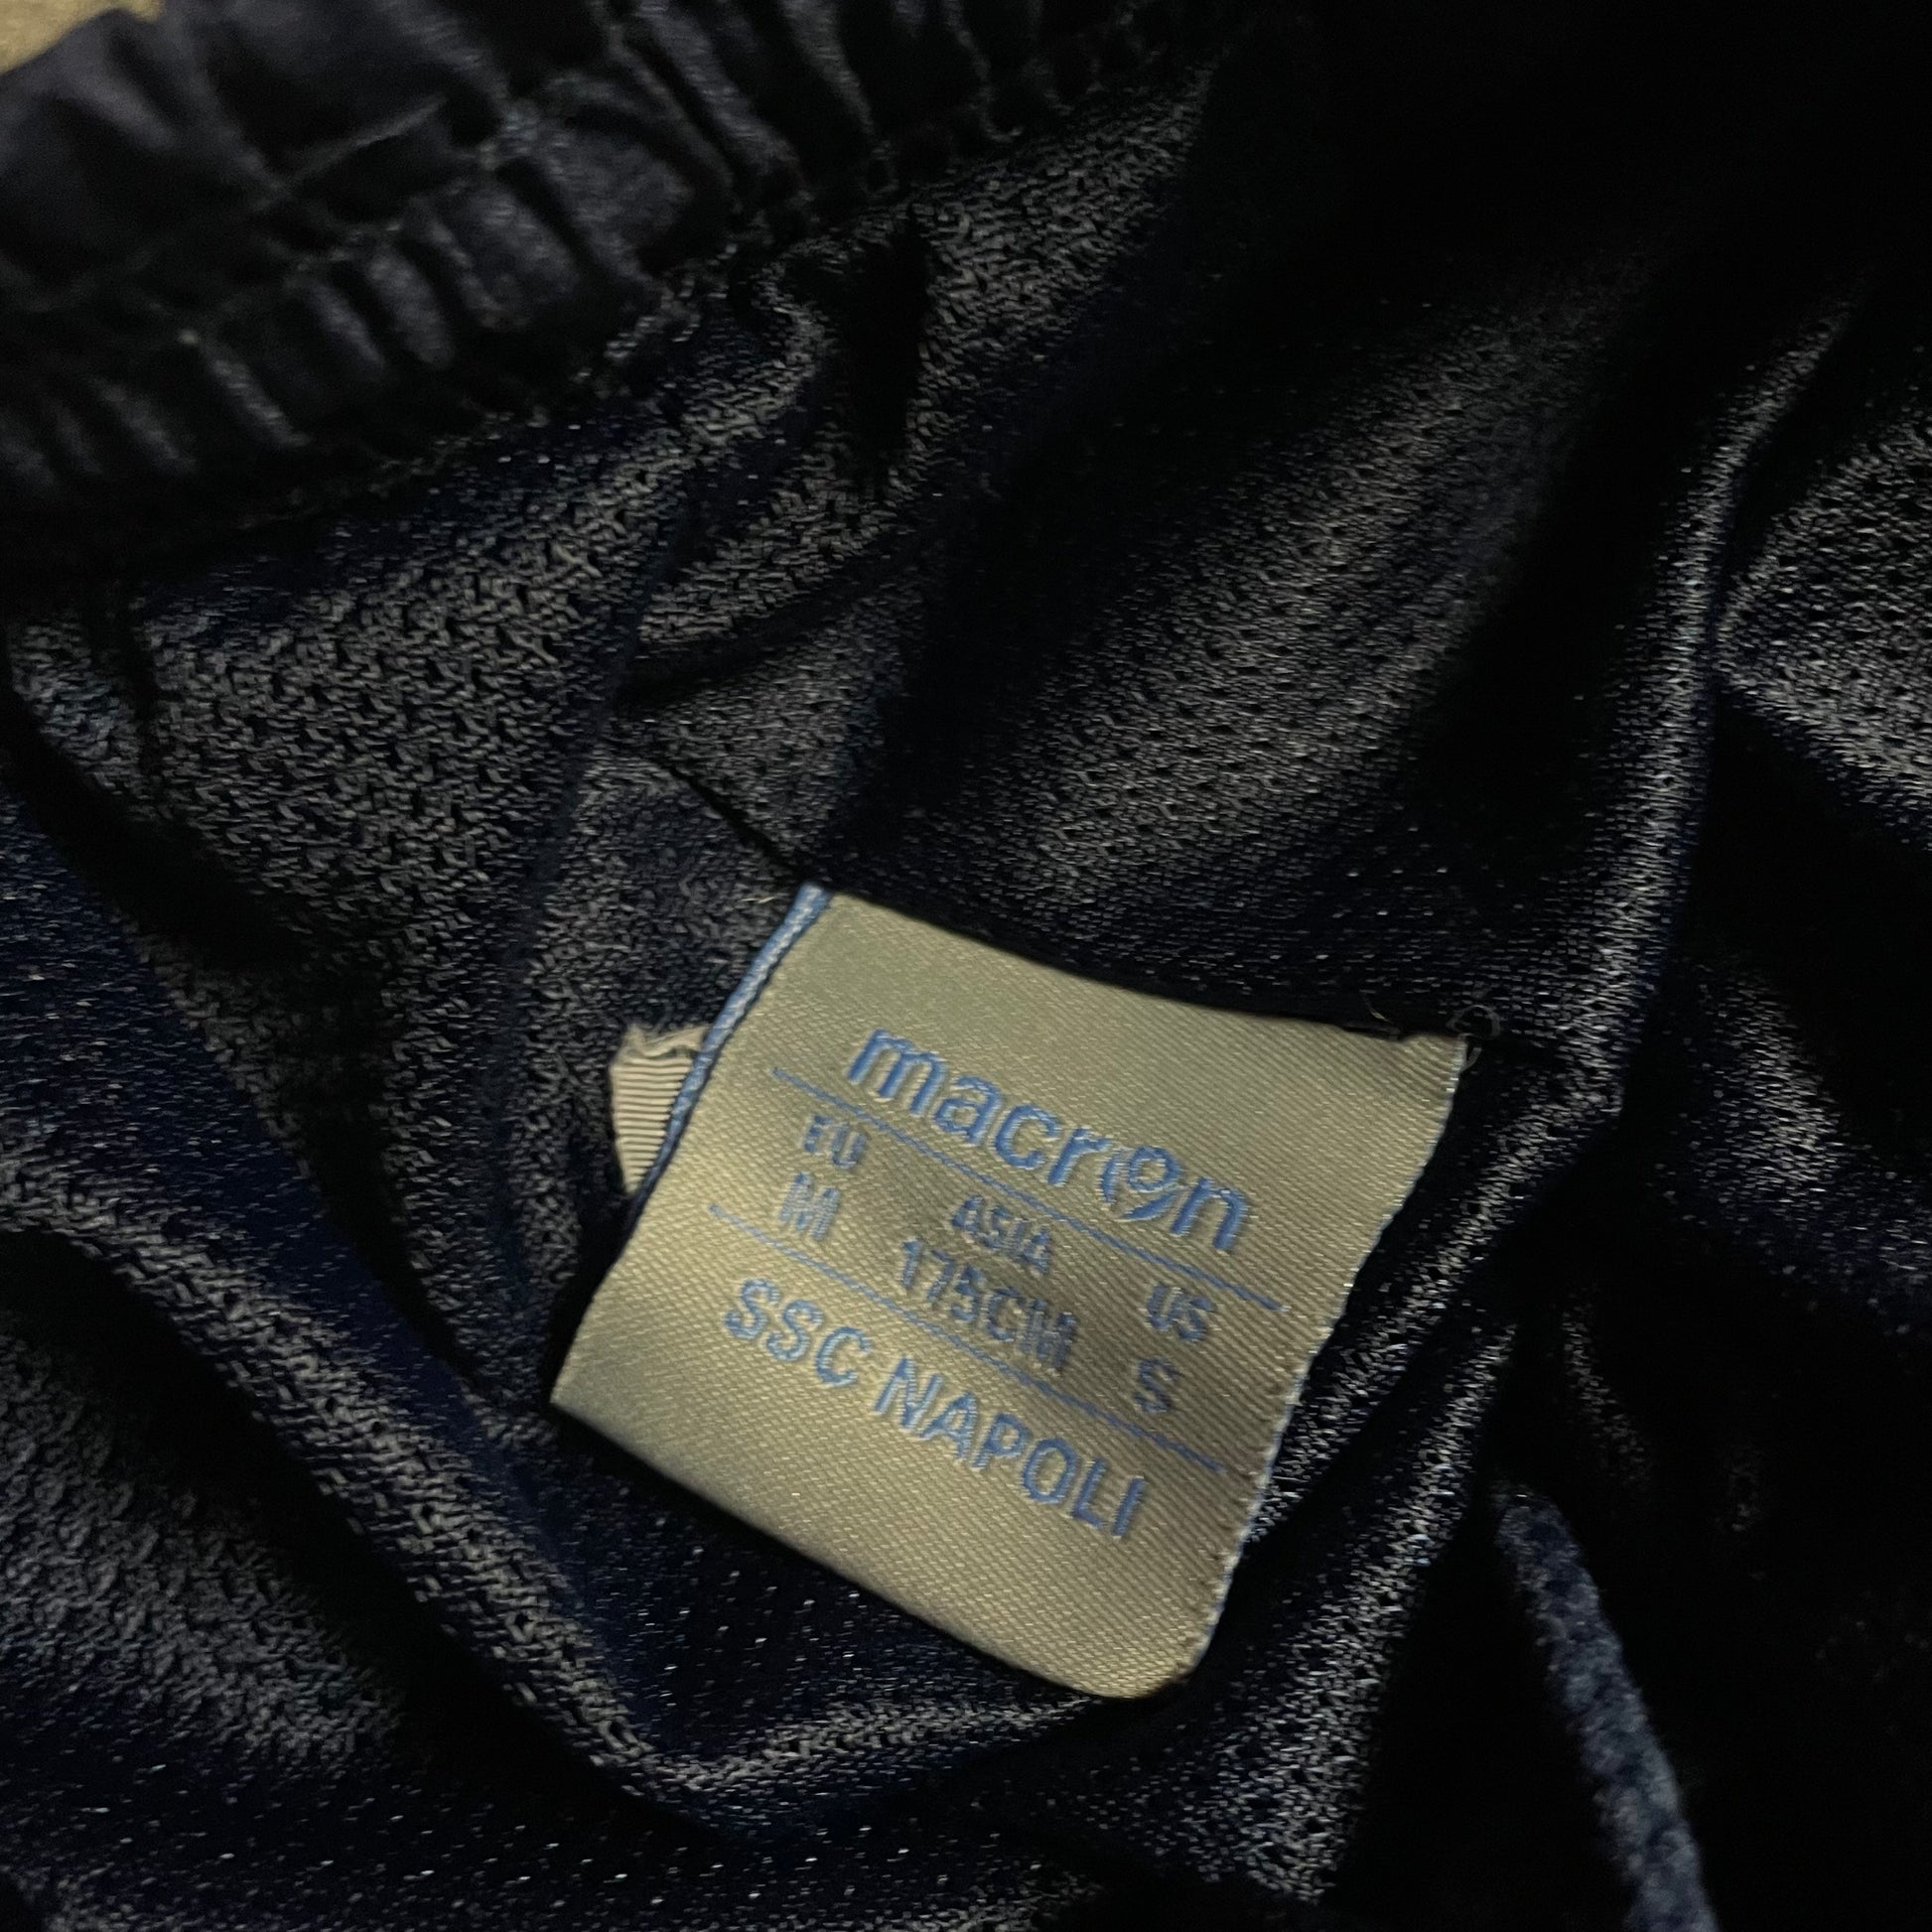 macron
EU ASIA US
M 175CM S
SSC NAPOLI